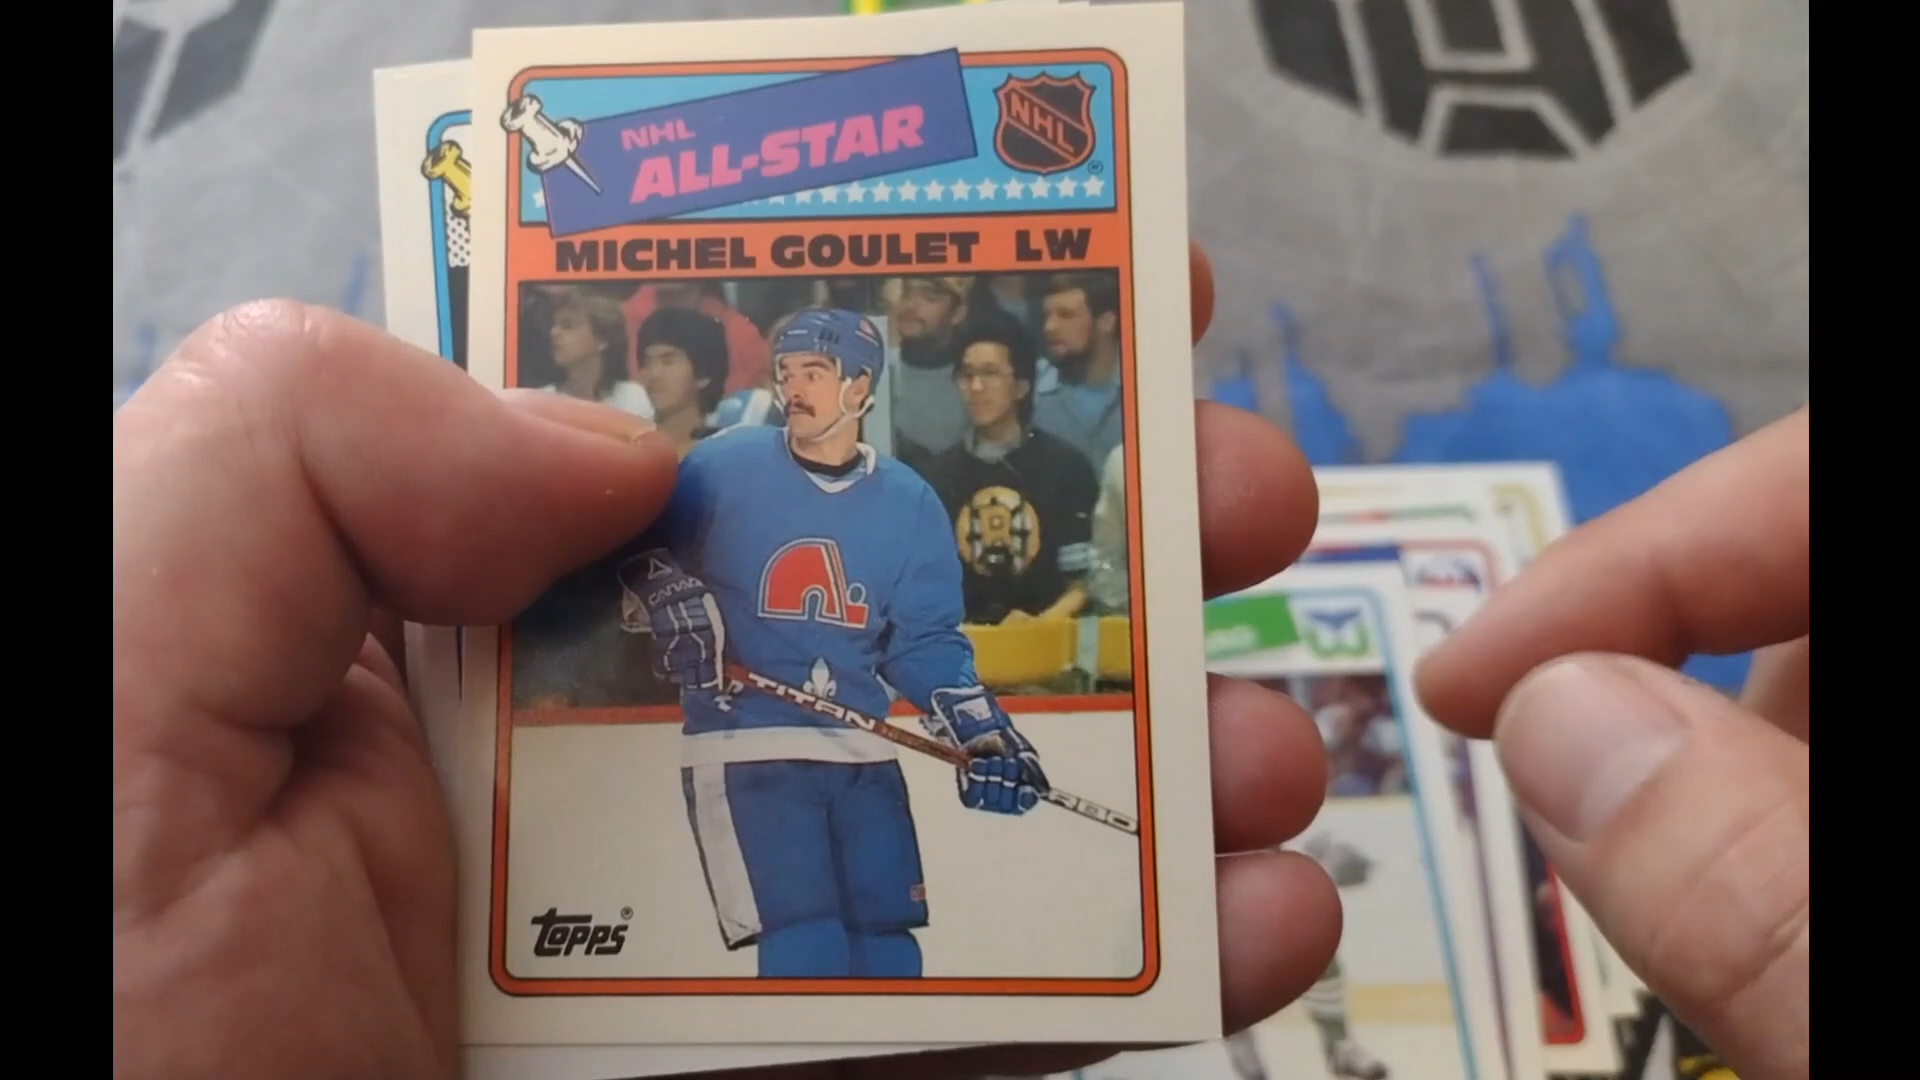 NHL
ALL-STAR
NHL
MICHEL GOULET LW
B
CANADA
TITAN
topps